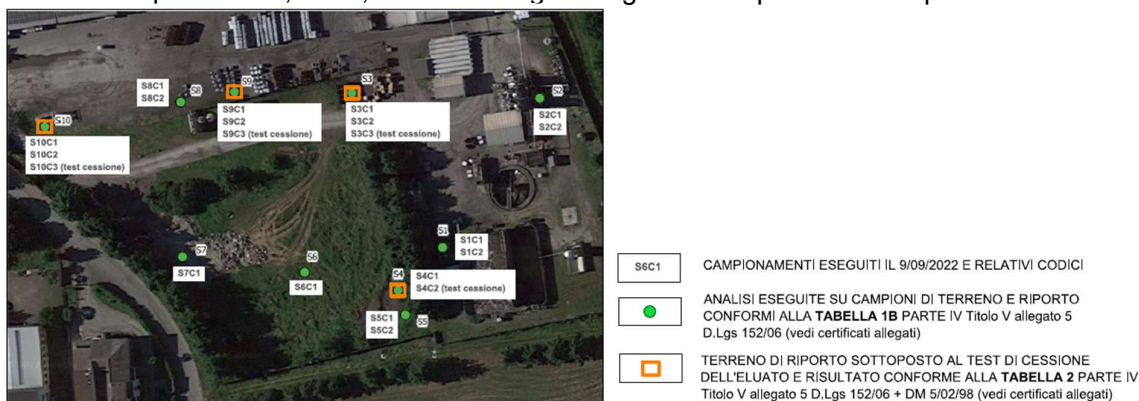 S8C1
S8C2
S8
S9
S9C1
S9C2
S9C3 (test cessione)
S3
S3C1
S3C2
S3C3 (test cessione)
S2
S2C1
S2C2
S10
S10C1
S10C2
S10C3 (test cessione)
S1
S1C1
S1C2
S7
S7C1
S6
S6C1
S4
S4C1
S4C2 (test cessione)
S5C1
S5C2
S5
S6C1
CAMPIONAMENTI ESEGUITI IL 9/09/2022 E RELATIVI CODICI
ANALISI ESEGUITE SU CAMPIONI DI TERRENO E RIPORTO
CONFORMI ALLA TABELLA 1B PARTE IV Titolo V allegato 5
D.Lgs 152/06 (vedi certificati allegati)
TERRENO DI RIPORTO SOTTOPOSTO AL TEST DI CESSIONE
DELL'ELUATO E RISULTATO CONFORME ALLA TABELLA 2 PARTE IV
Titolo V allegato 5 D.Lgs 152/06 + DM 5/02/98 (vedi certificati allegati)